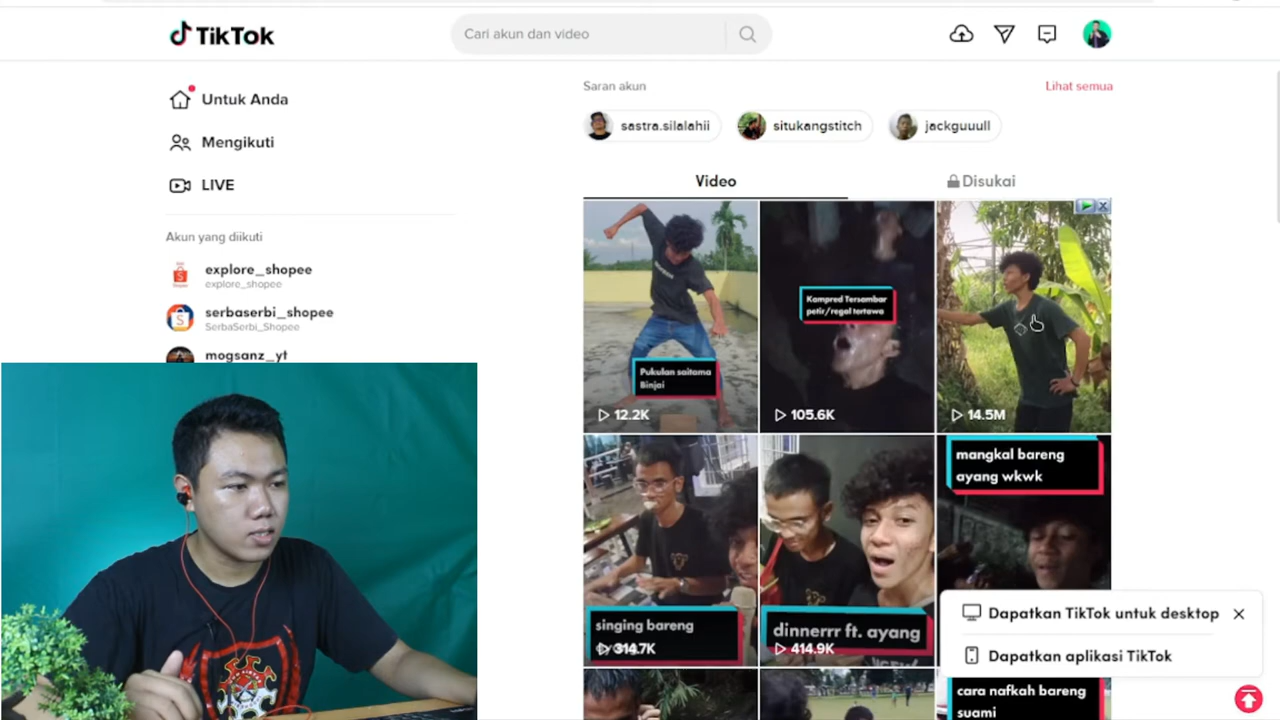 TikTok
Cari akun dan video
Untuk Anda
Mengikuti
LIVE
Akun yang diikuti
explore_shopee
explore_shopee
serbaserbi_shopee
SerbaSerbi_Shopee
mogsanz_yt
Saran akun
Lihat semua
sastra.silalahii
situkangstitch
jackguuull
Video
Disukai
Pukulan saitama
Binjai
12.2K
Kampred Tersambar
petir/regal tertawa
105.6K
14.5M
singing bareng
314.7K
dinnerrr ft. ayang
414.9K
mangkal bareng
ayang wkwk
Dapatkan TikTok untuk desktop
Dapatkan aplikasi TikTok
cara nafkah bareng
suami